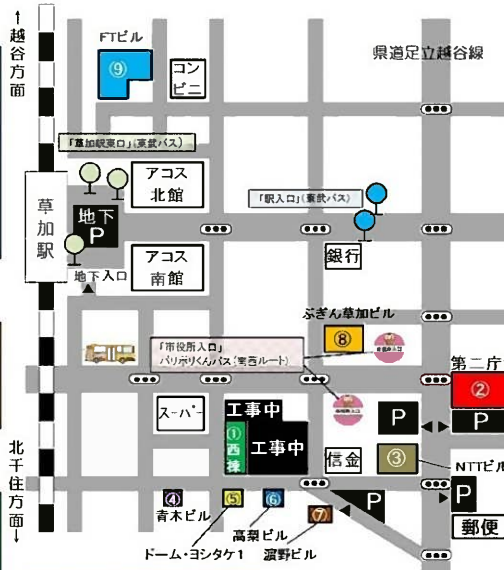 ↑越谷方面
FTビル
⑨
コン
ビニ
県道足立越谷線
「草加駅東口」(東武バス)
アコス
北館
「駅入口」(東武バス)
草加駅
地下
P
銀行
アコス
南館
地下入口
ぶぎん草加ビル
⑧
「市役所入口」
パリポリくんバス(南西ルート)
第二庁
②
スーパー
工事中
①西棟
工事中
P
P
信金
③
NTTビル
④
青木ビル
⑤
ドーム・ヨシタケ1
⑥
高梨ビル
⑦
濵野ビル
P
P
郵便
北千住方面↓